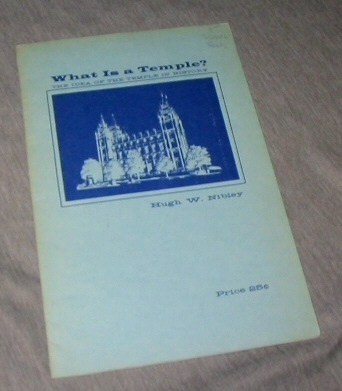 What Is a Temple?
THE IDEA OF THE TEMPLE IN HISTORY
Hugh W. Nibley
Price 25¢